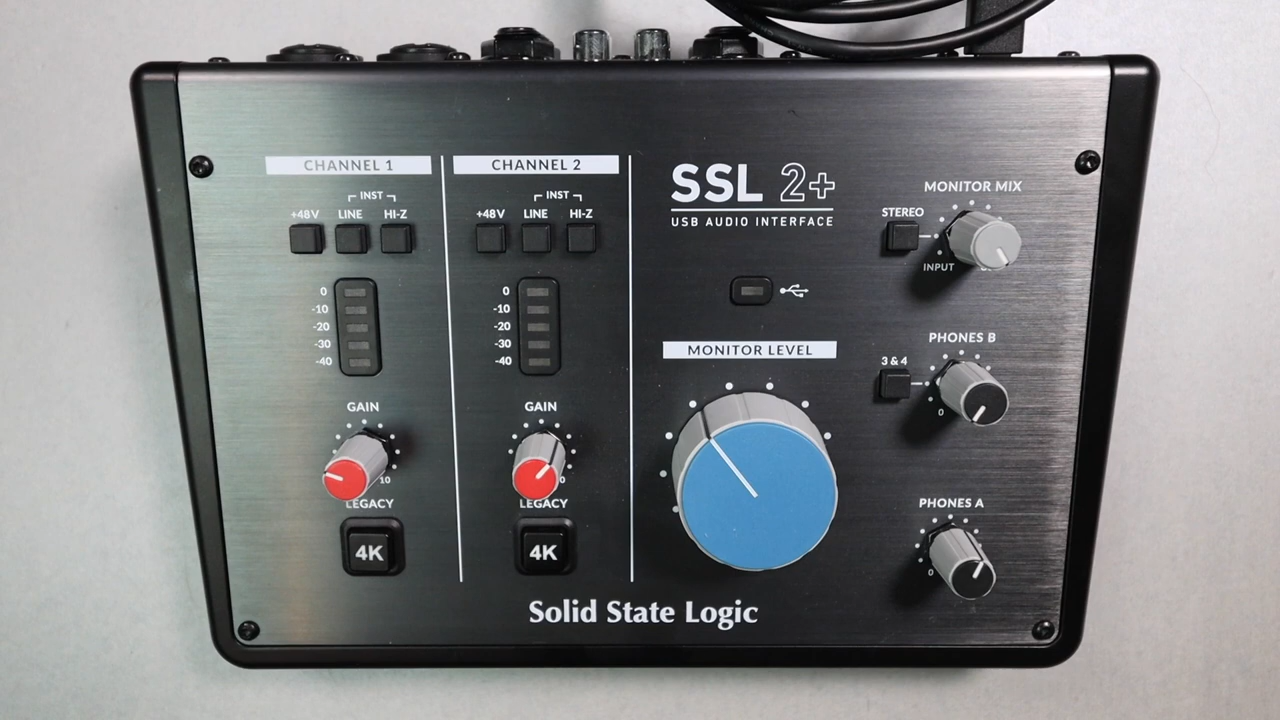 CHANNEL 1
INST
+48V LINE HI-Z
0
-10
-20
-30
-40
GAIN
10
LEGACY
4K
CHANNEL 2
INST
+48V LINE HI-Z
0
-10
-20
-30
-40
GAIN
0
LEGACY
4K
SSL 2+
USB AUDIO INTERFACE
MONITOR LEVEL
MONITOR MIX
STEREO
INPUT
PHONES B
3 & 4
0
PHONES A
0
Solid State Logic